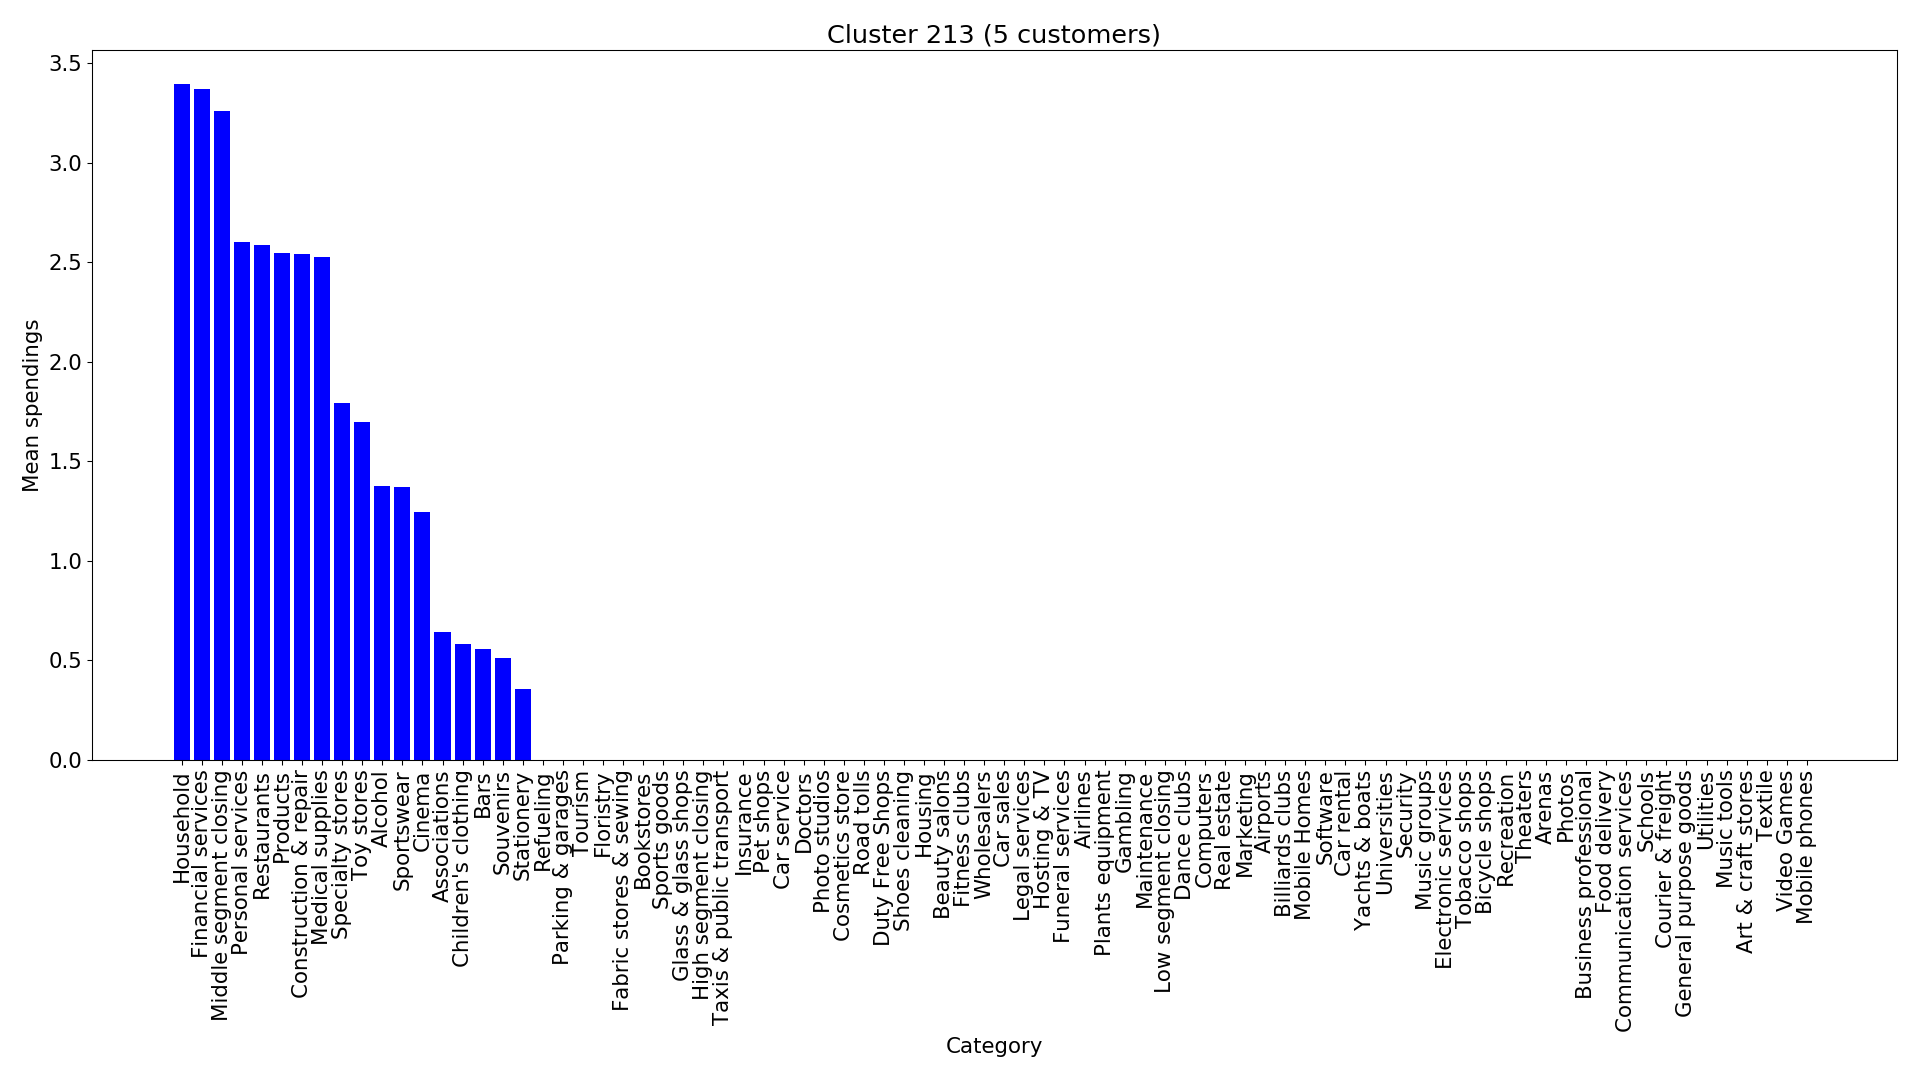 Cluster 213 (5 customers)
3.5
3.0
2.5
2.0
1.5
1.0
0.5
0.0
Mean spendings
Household
Financial services
Middle segment closing
Personal services
Restaurants
Products
Construction & repair
Medical supplies
Specialty stores
Toy stores
Alcohol
Sportswear
Cinema
Associations
Children's clothing
Bars
Souvenirs
Stationery
Refueling
Parking & garages
Tourism
Floristry
Fabric stores & sewing
Bookstores
Sports goods
Glass & glass shops
High segment closing
Taxis & public transport
Insurance
Pet shops
Car service
Doctors
Photo studios
Cosmetics store
Road tolls
Duty Free Shops
Shoes cleaning
Housing
Beauty salons
Fitness clubs
Wholesalers
Car sales
Legal services
Hosting & TV
Funeral services
Airlines
Plants equipment
Gambling
Maintenance
Low segment closing
Dance clubs
Computers
Real estate
Marketing
Airports
Billiards clubs
Mobile Homes
Software
Car rental
Yachts & boats
Universities
Security
Music groups
Electronic services
Tobacco shops
Bicycle shops
Recreation
Theaters
Arenas
Photos
Business professional
Food delivery
Communication services
Schools
Courier & freight
General purpose goods
Utilities
Music tools
Art & craft stores
Textile
Video Games
Mobile phones
Category